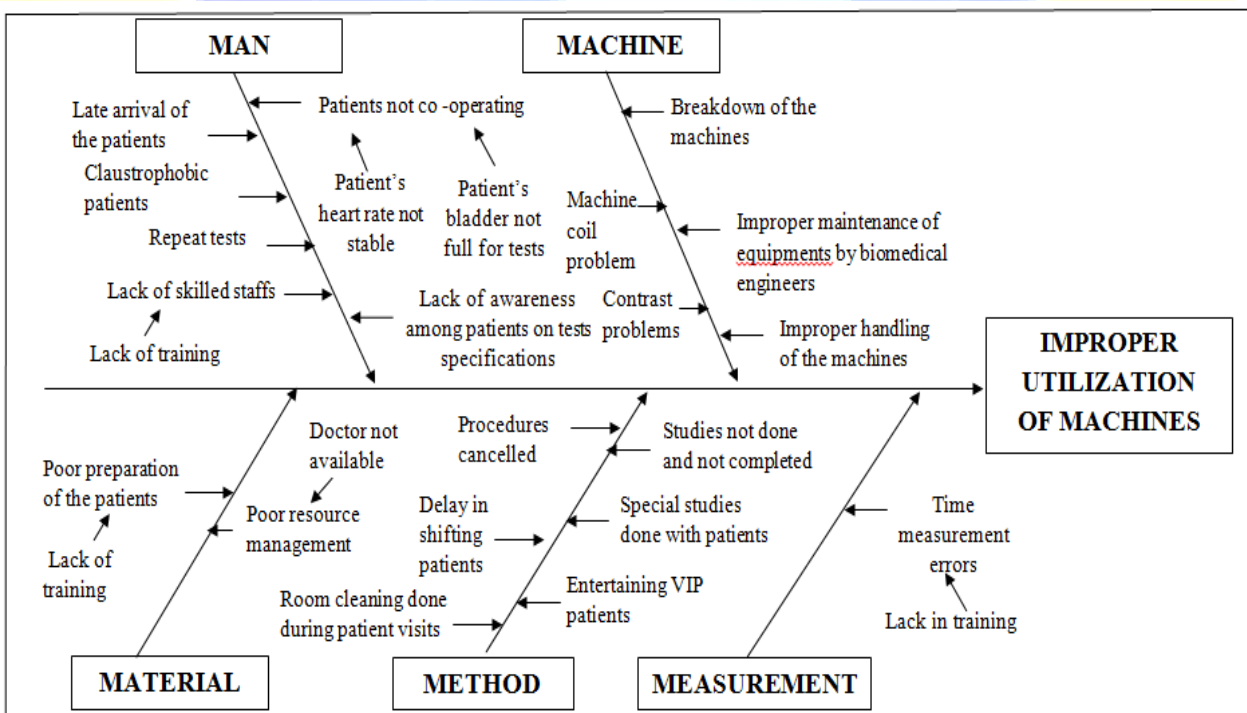 MAN
MACHINE
Late arrival of
the patients
Patients not co -operating
Claustrophobic
patients
Patient’s
heart rate not
stable
Patient’s
bladder not
full for tests
Repeat tests
Lack of skilled staffs
Lack of training
Lack of awareness
among patients on tests
specifications
Breakdown of the
machines
Machine
coil
problem
Improper maintenance of
equipments by biomedical
engineers
Contrast
problems
Improper handling
of the machines
IMPROPER
UTILIZATION
OF MACHINES
Poor preparation
of the patients
Lack of
training
Doctor not
available
Poor resource
management
Procedures
cancelled
Studies not done
and not completed
Delay in
shifting
patients
Special studies
done with patients
Room cleaning done
during patient visits
Entertaining VIP
patients
Time
measurement
errors
Lack in training
MATERIAL
METHOD
MEASUREMENT